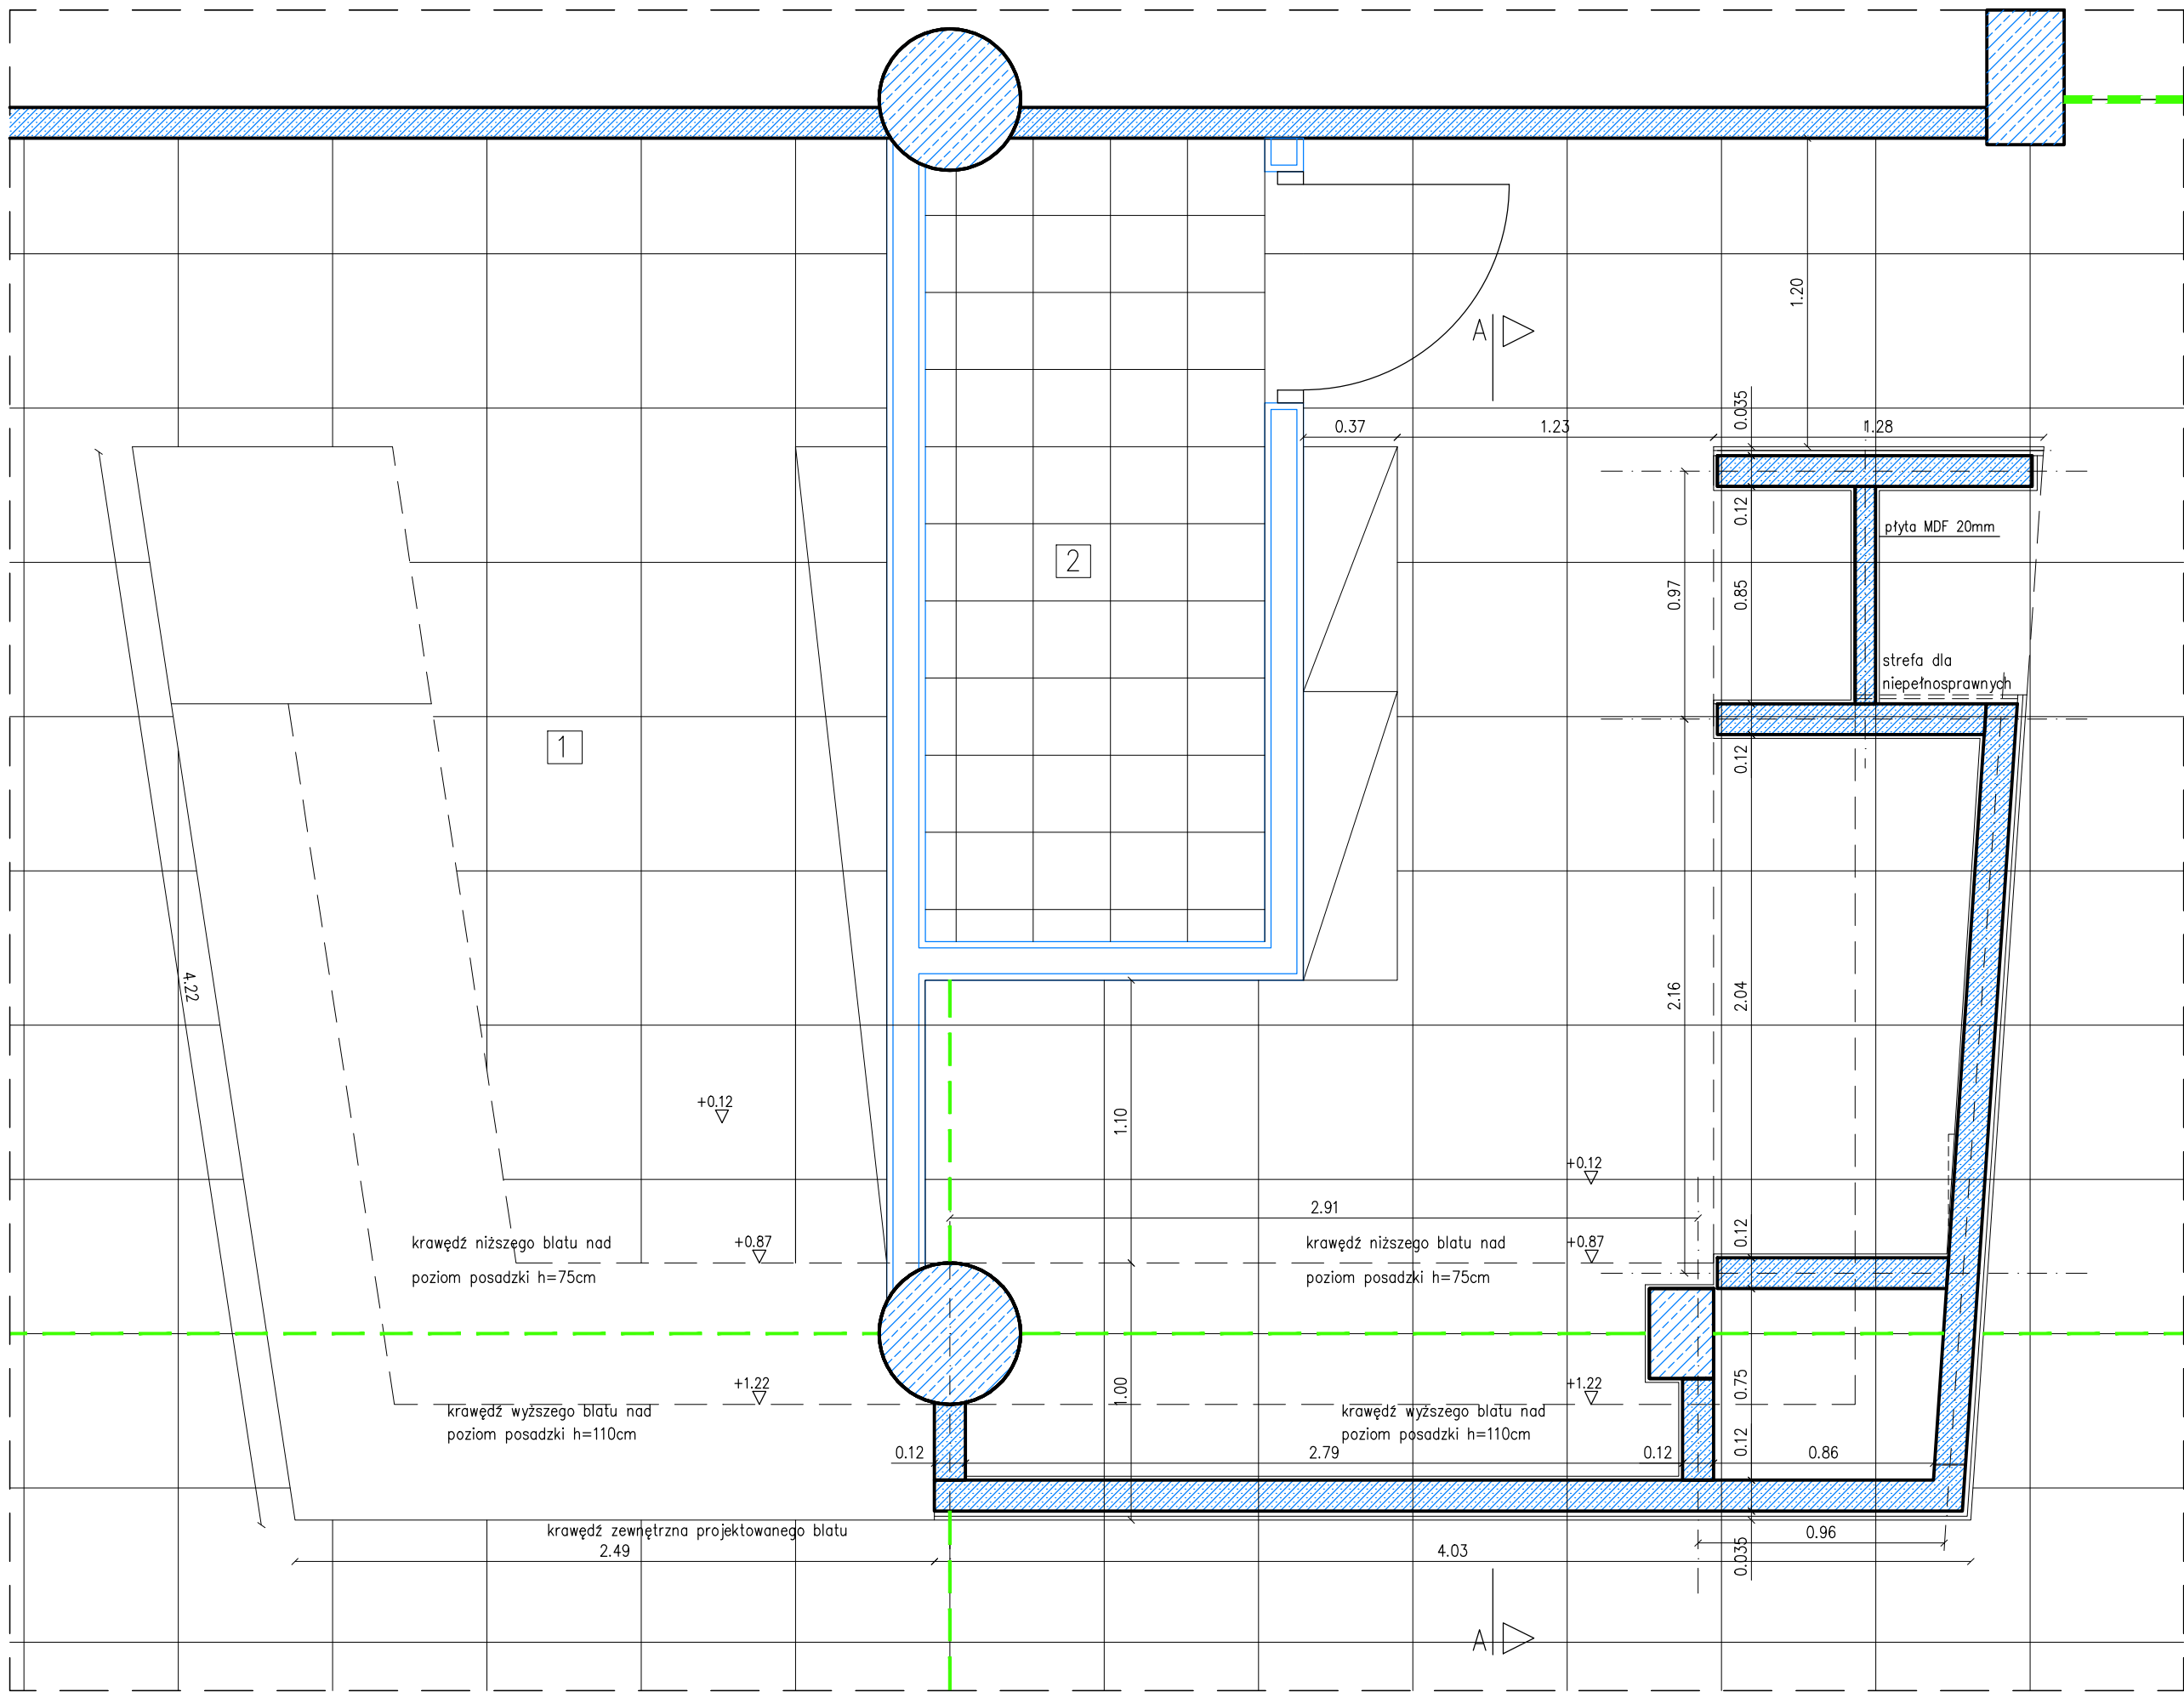 A
1.20
0.035
0.37
1.23
1.28
0.12
płyta MDF 20mm
2
0.97
0.85
strefa dla
niepełnosprawnych
1
0.12
4.22
2.16
2.04
+0.12
1.10
+0.12
2.91
0.12
krawędź niższego blatu nad
poziom posadzki h=75cm
+0.87
krawędź niższego blatu nad
poziom posadzki h=75cm
+0.87
+1.22
1.00
+1.22
0.75
krawędź wyższego blatu nad
poziom posadzki h=110cm
krawędź wyższego blatu nad
poziom posadzki h=110cm
0.12
2.79
0.12
0.12
0.86
krawędź zewnętrzna projektowanego blatu
0.96
2.49
4.03
0.035
A